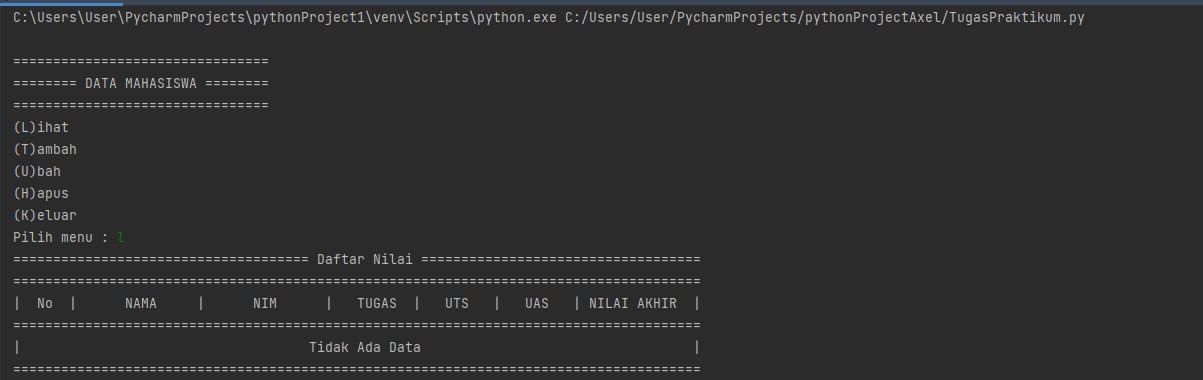 C:\Users\User\PycharmProjects\pythonProject1\venv\Scripts\python.exe C:/Users/User/PycharmProjects/pythonProjectAxel/TugasPraktikum.py
================================
======== DATA MAHASISWA ========
================================
(L)ihat
(T)ambah
(U)bah
(H)apus
(K)eluar
Pilih menu : l
===================================== Daftar Nilai ===================================
======================================================================================
|  No  |      NAMA     |      NIM      |   TUGAS  |   UTS   |   UAS   | NILAI AKHIR  |
======================================================================================
|                                    Tidak Ada Data                                  |
======================================================================================